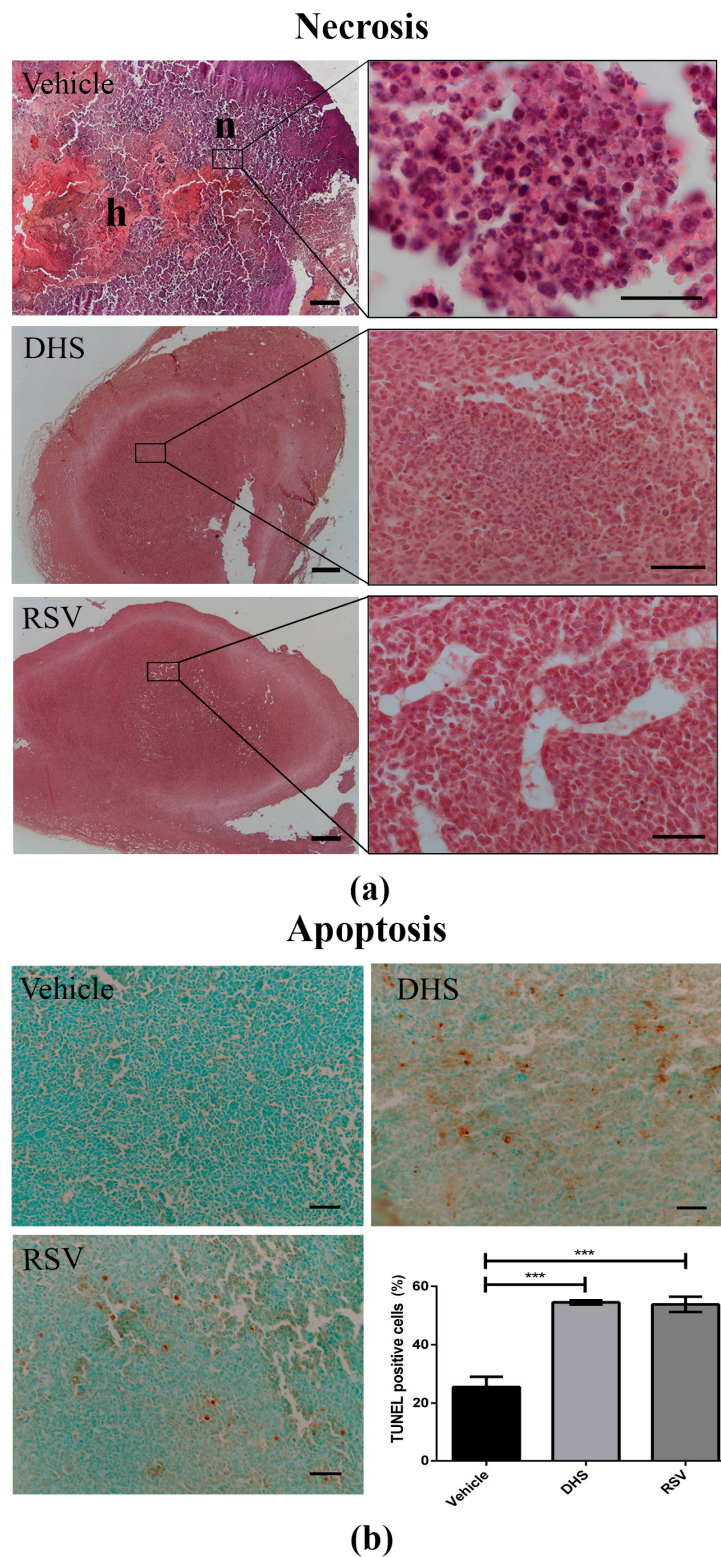 Necrosis
Vehicle
n
h
DHS
RSV
(a)
Apoptosis
Vehicle
DHS
RSV
***
***
TUNEL positive cells (%)
60
40
20
0
Vehicle
DHS
RSV
(b)